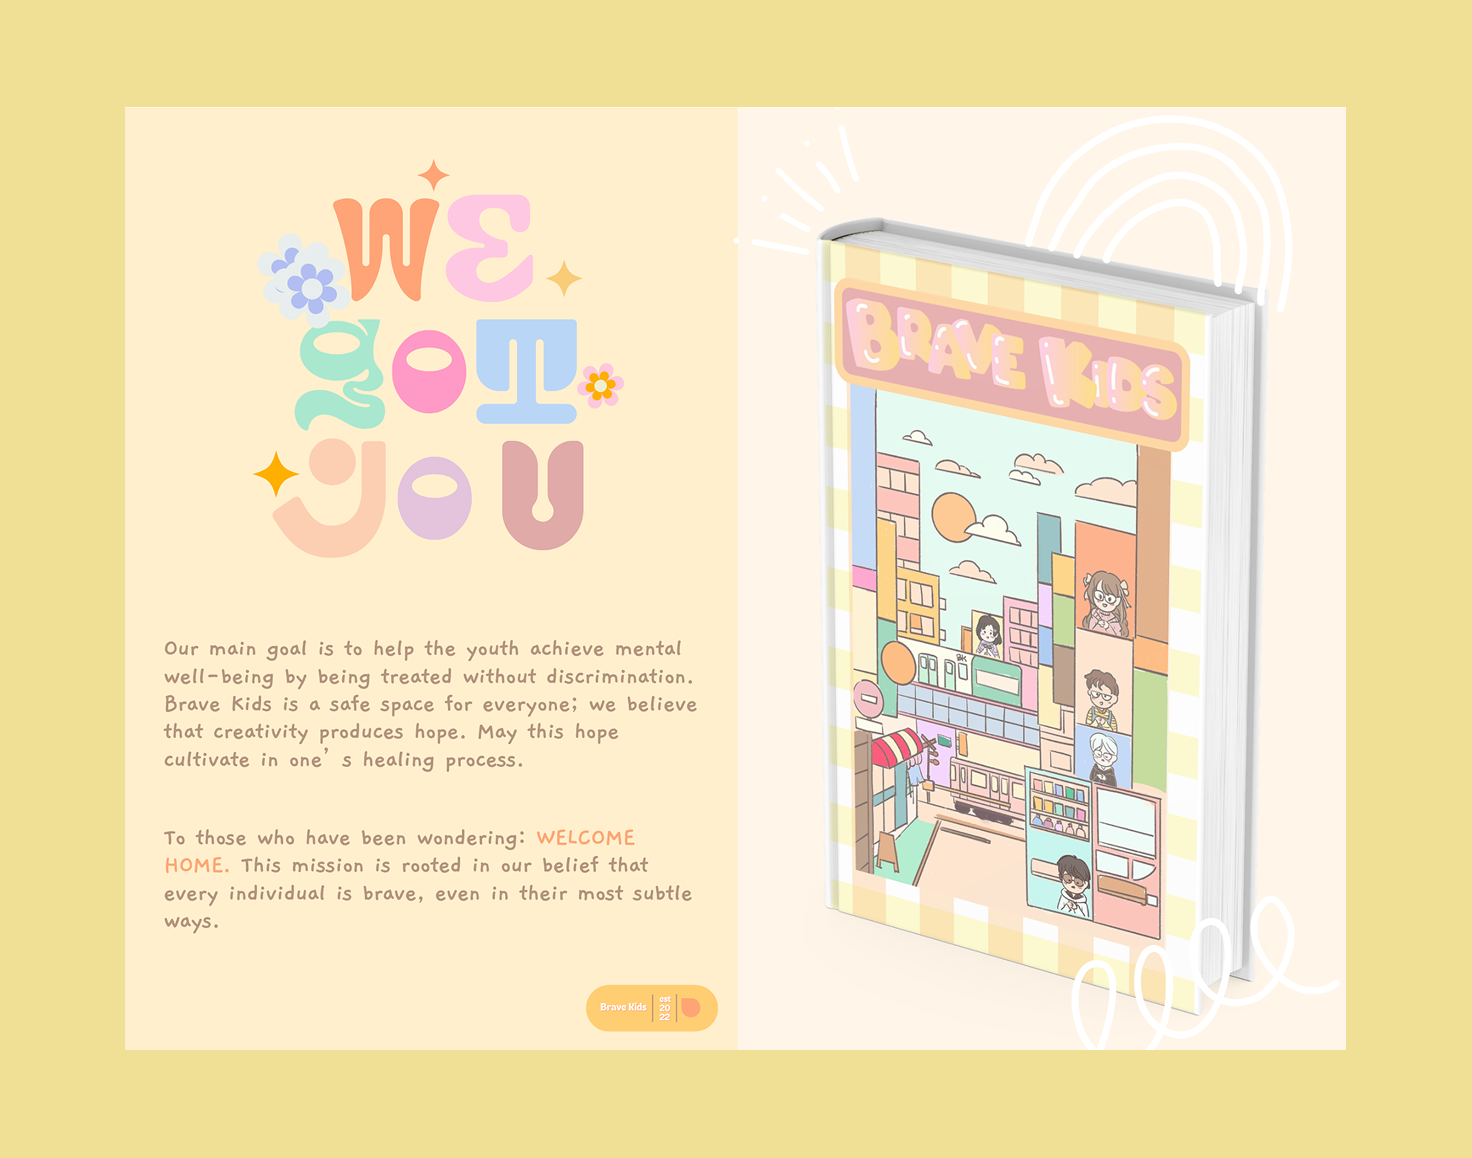 WE
goT
you
Our main goal is to help the youth achieve mental
well-being by being treated without discrimination.
Brave Kids is a safe space for everyone; we believe
that creativity produces hope. May this hope
cultivate in one’s healing process.
To those who have been wondering: WELCOME
HOME. This mission is rooted in our belief that
every individual is brave, even in their most subtle
ways.
Brave Kids
est
20
22
BRAVE KIDS
BK